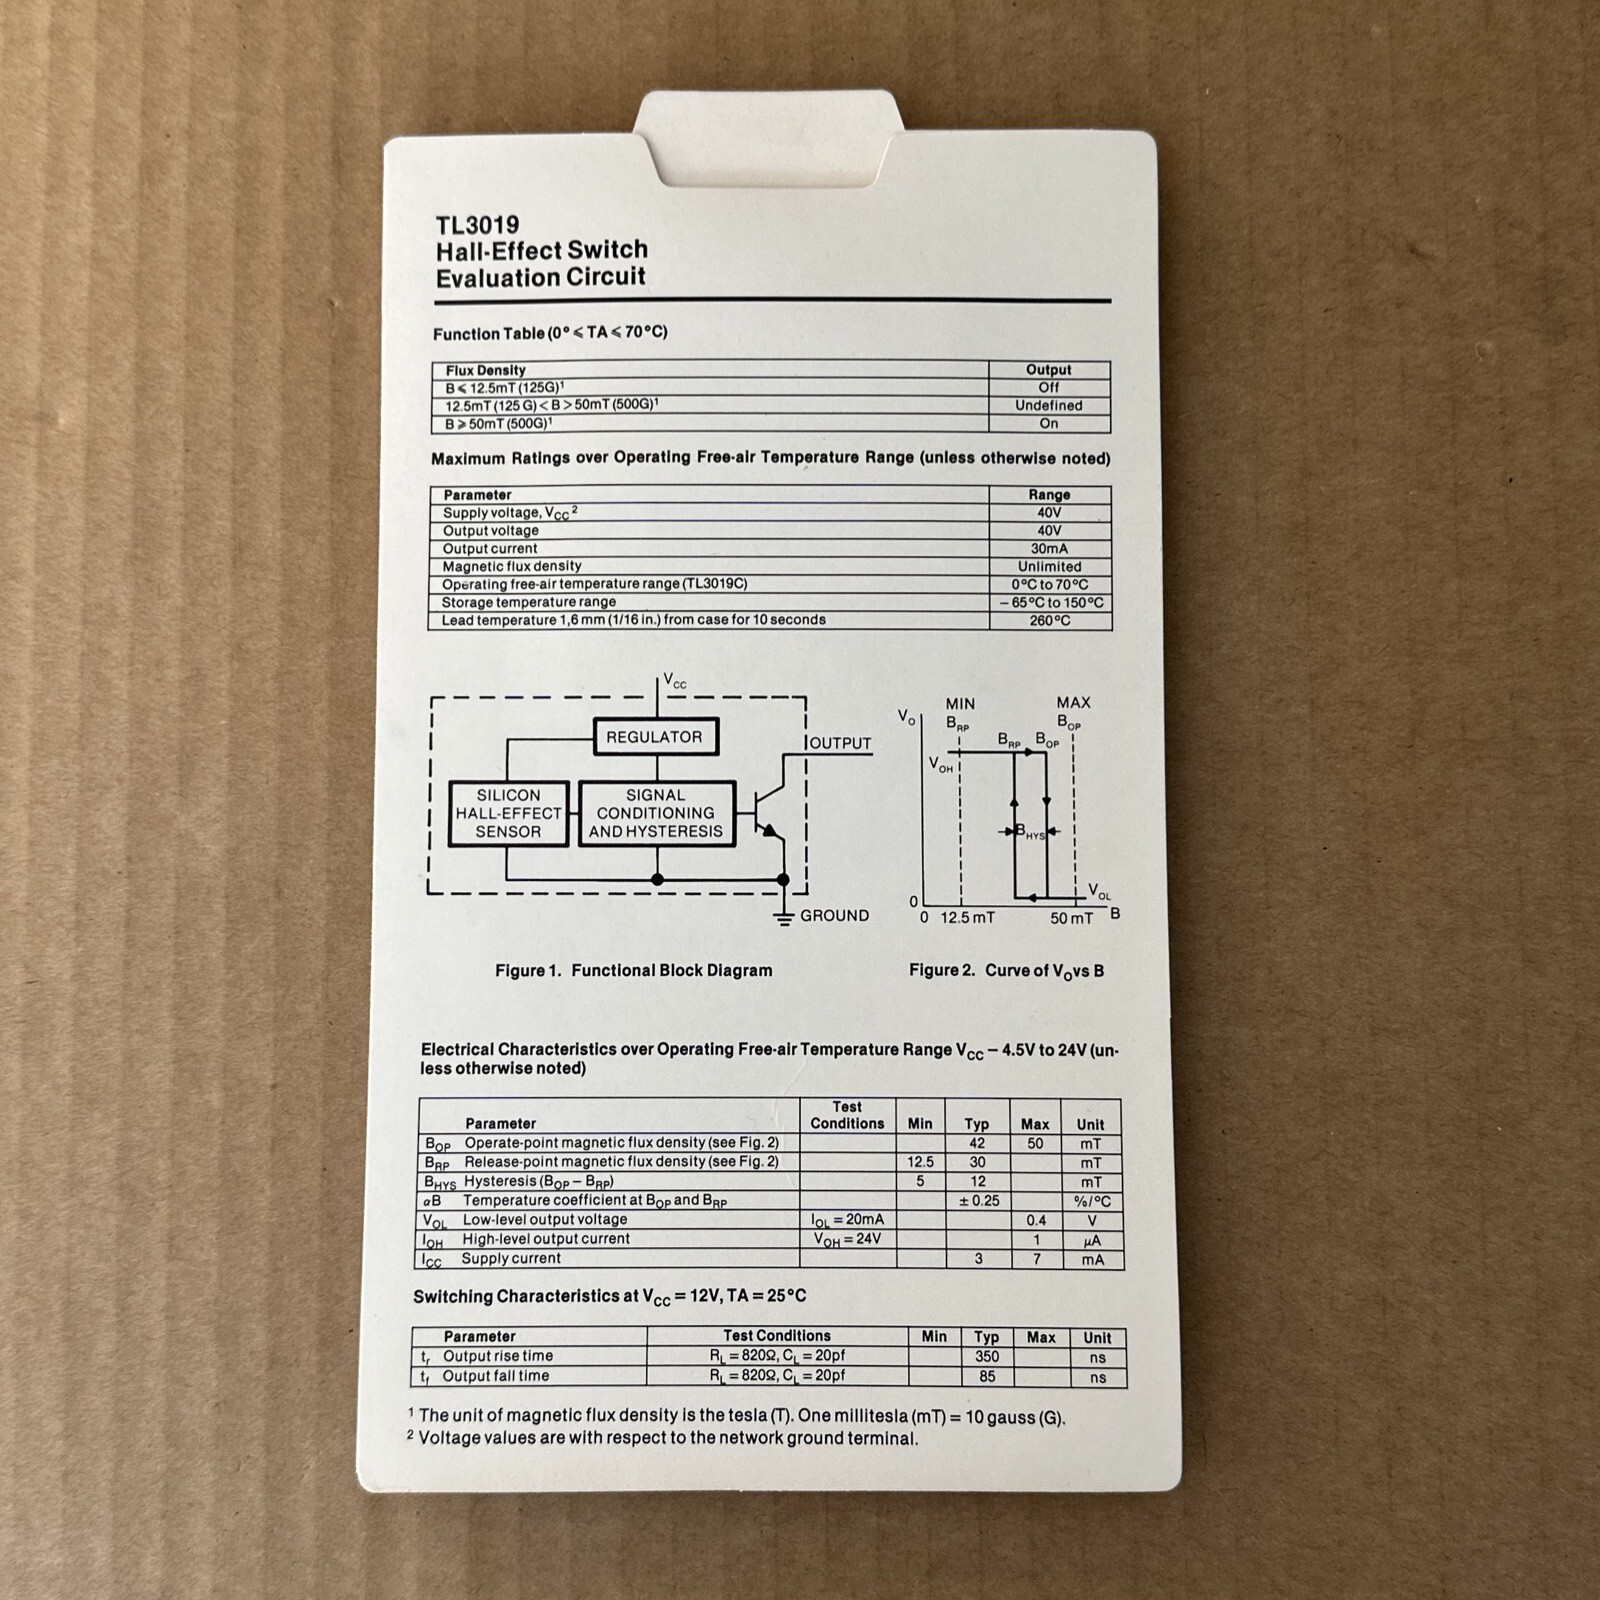 TL3019
Hall-Effect Switch
Evaluation Circuit
Function Table (0° ⩽ TA ⩽ 70°C)
Flux Density Output
B ⩽ 12.5mT (125G)¹ Off
12.5mT (125 G) < B > 50mT (500G)¹ Undefined
B ⩾ 50mT (500G)¹ On
Maximum Ratings over Operating Free-air Temperature Range (unless otherwise noted)
Parameter Range
Supply voltage, VCC ² 40V
Output voltage 40V
Output current 30mA
Magnetic flux density Unlimited
Operating free-air temperature range (TL3019C) 0°C to 70°C
Storage temperature range – 65°C to 150°C
Lead temperature 1,6 mm (1/16 in.) from case for 10 seconds 260°C
VCC
REGULATOR
OUTPUT
SILICON
HALL-EFFECT
SENSOR
SIGNAL
CONDITIONING
AND HYSTERESIS
GROUND
MIN
BRP
MAX
BOP
VO
BRP BOP
VOH
BHYS
VOL
0
0 12.5 mT 50 mT B
Figure 1. Functional Block Diagram
Figure 2. Curve of VO vs B
Electrical Characteristics over Operating Free-air Temperature Range VCC – 4.5V to 24V (un-
less otherwise noted)
Parameter Test Conditions Min Typ Max Unit
BOP Operate-point magnetic flux density (see Fig. 2) 42 50 mT
BRP Release-point magnetic flux density (see Fig. 2) 12.5 30 mT
BHYS Hysteresis (BOP – BRP) 5 12 mT
αB Temperature coefficient at BOP and BRP ± 0.25 %/°C
VOL Low-level output voltage IOL = 20mA 0.4 V
IOH High-level output current VOH = 24V 1 μA
ICC Supply current 3 7 mA
Switching Characteristics at VCC = 12V, TA = 25°C
Parameter Test Conditions Min Typ Max Unit
tr Output rise time RL = 820Ω, CL = 20pf 350 ns
tf Output fall time RL = 820Ω, CL = 20pf 85 ns
¹ The unit of magnetic flux density is the tesla (T). One millitesla (mT) = 10 gauss (G).
² Voltage values are with respect to the network ground terminal.